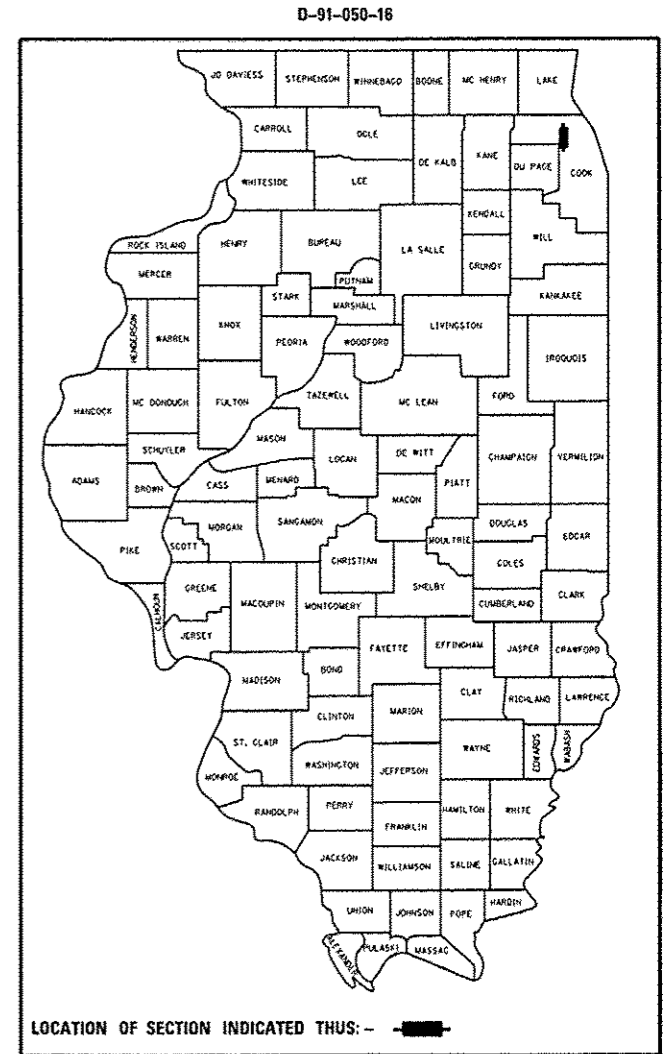 D-91-050-16
JO DAVIESS STEPHENSON WINNEBAGO BOONE MC HENRY LAKE
CARROLL OGLE DE KALB KANE DU PAGE COOK
WHITESIDE LEE
KENDALL WILL
ROCK ISLAND HENRY BUREAU LA SALLE GRUNDY
MERCER PUTNAM KANKAKEE
STARK MARSHALL LIVINGSTON
HENDERSON WARREN KNOX PEORIA WOODFORD IROQUOIS
HANCOCK MC DONOUGH FULTON TAZEWELL MC LEAN FORD
MASON
SCHUYLER LOGAN DE WITT CHAMPAIGN VERMILION
ADAMS BROWN CASS MENARD PIATT
MACON
MORGAN SANGAMON DOUGLAS EDGAR
PIKE SCOTT CHRISTIAN MOULTRIE COLES
SHELBY
CALHOUN GREENE MACOUPIN MONTGOMERY CUMBERLAND CLARK
JERSEY FAYETTE EFFINGHAM JASPER CRAWFORD
MADISON BOND
CLAY RICHLAND LAWRENCE
CLINTON MARION
ST. CLAIR WAYNE EDWARDS WABASH
WASHINGTON JEFFERSON
MONROE
RANDOLPH PERRY HAMILTON WHITE
FRANKLIN
JACKSON WILLIAMSON SALINE GALLATIN
UNION JOHNSON POPE HARDIN
ALEXANDER PULASKI MASSAC
LOCATION OF SECTION INDICATED THUS: -